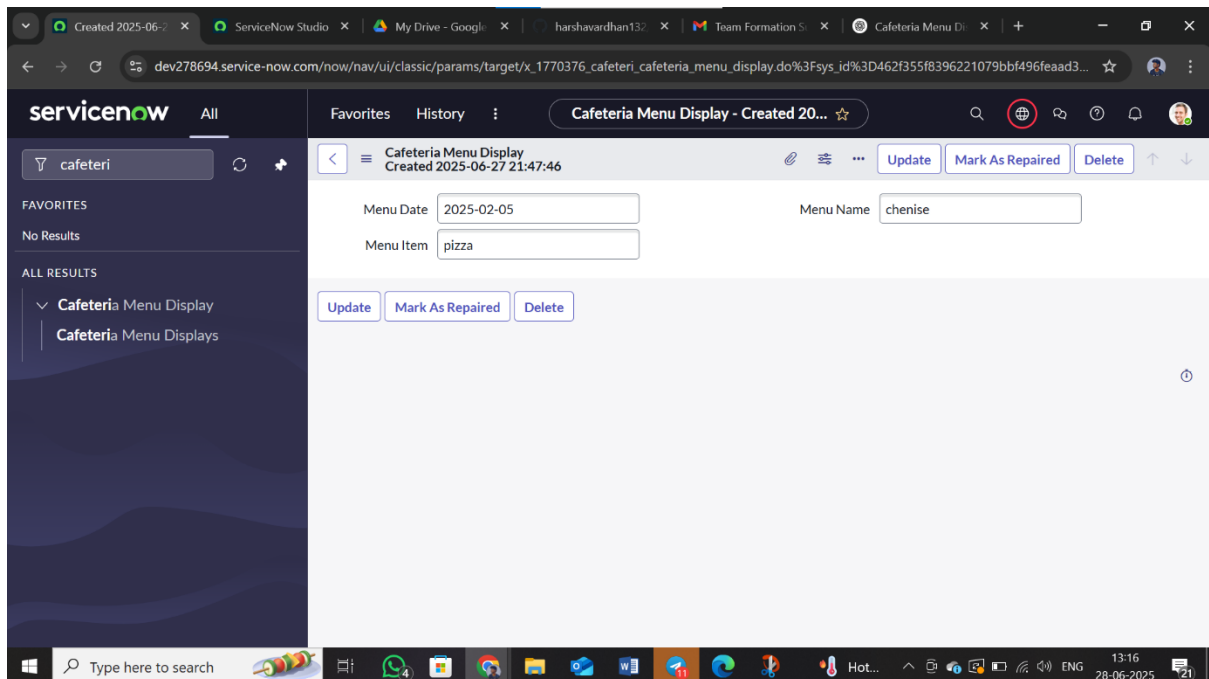 Created 2025-06-2
ServiceNow Studio
My Drive - Google
harshavardhan132
Team Formation S
Cafeteria Menu Di
dev278694.service-now.com/now/nav/ui/classic/params/target/x_1770376_cafeteri_cafeteria_menu_display.do%3Fsys_id%3D462f355f8396221079bbf496feaad3...
servicenow All Favorites History Cafeteria Menu Display - Created 20...
cafeteri
FAVORITES
No Results
ALL RESULTS
Cafeteria Menu Display
Cafeteria Menu Displays
Cafeteria Menu Display
Created 2025-06-27 21:47:46
Update Mark As Repaired Delete
Menu Date 2025-02-05
Menu Name chenise
Menu Item pizza
Update Mark As Repaired Delete
Type here to search
4
11
Hot...
ENG
13:16
28-06-2025
21